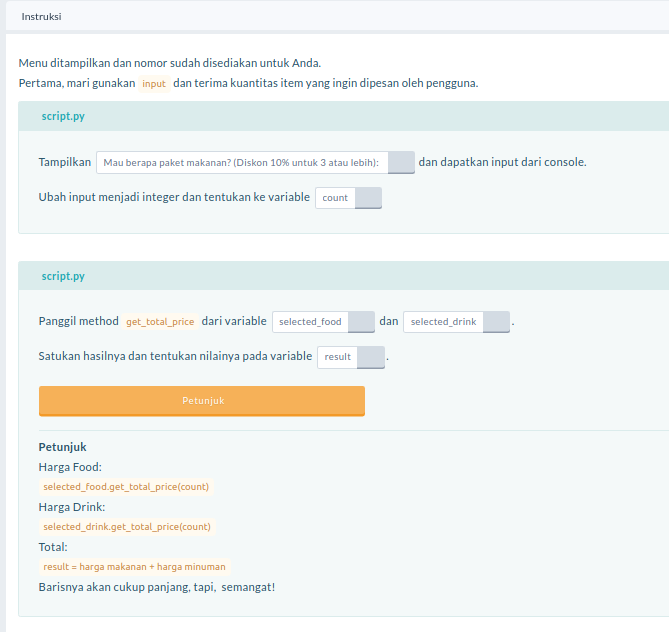 Instruksi
Menu ditampilkan dan nomor sudah disediakan untuk Anda.
Pertama, mari gunakan input dan terima kuantitas item yang ingin dipesan oleh pengguna.
script.py
Tampilkan Mau berapa paket makanan? (Diskon 10% untuk 3 atau lebih): dan dapatkan input dari console.
Ubah input menjadi integer dan tentukan ke variable count
script.py
Panggil method get_total_price dari variable selected_food dan selected_drink .
Satukan hasilnya dan tentukan nilainya pada variable result .
Petunjuk
Petunjuk
Harga Food:
selected_food.get_total_price(count)
Harga Drink:
selected_drink.get_total_price(count)
Total:
result = harga makanan + harga minuman
Barisnya akan cukup panjang, tapi, semangat!